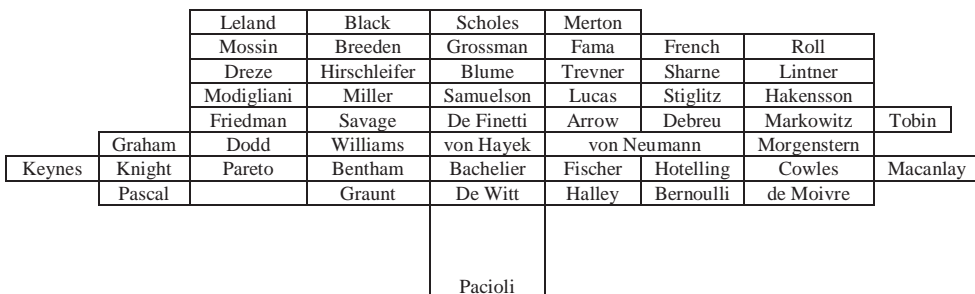 Leland Black Scholes Merton
Mossin Breeden Grossman Fama French Roll
Dreze Hirschleifer Blume Trevner Sharne Lintner
Modigliani Miller Samuelson Lucas Stiglitz Hakensson
Friedman Savage De Finetti Arrow Debreu Markowitz Tobin
Graham Dodd Williams von Hayek von Neumann Morgenstern
Keynes Knight Pareto Bentham Bachelier Fischer Hotelling Cowles Macanlay
Pascal Graunt De Witt Halley Bernoulli de Moivre
Pacioli